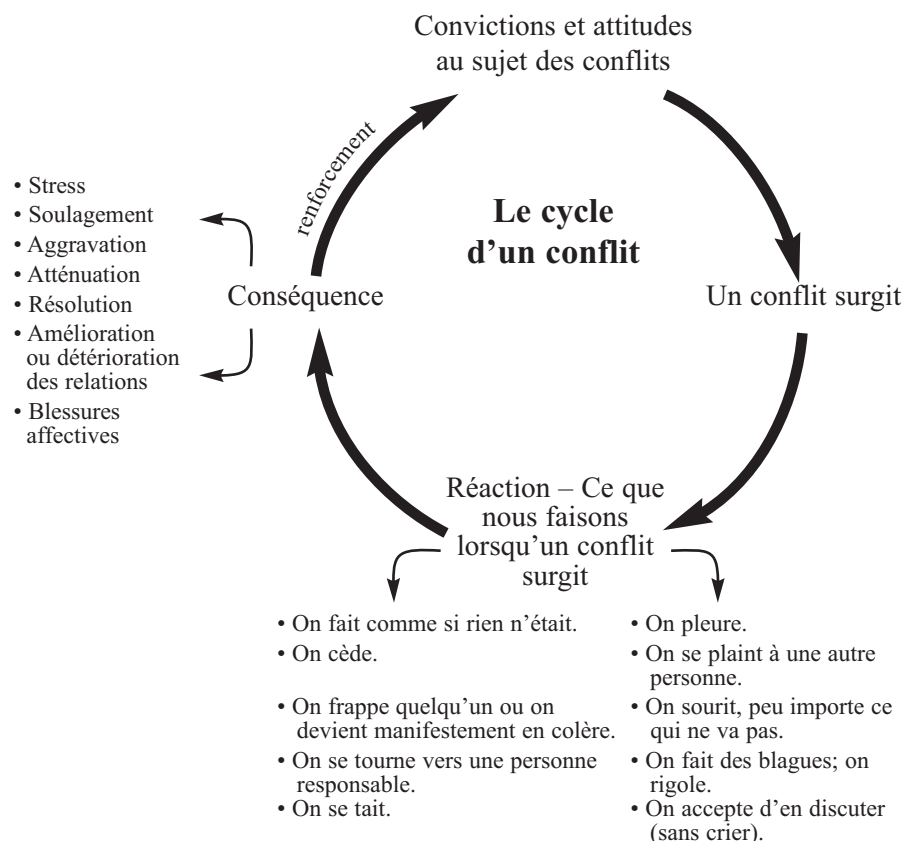 Convictions et attitudes
au sujet des conflits
renforcement
Le cycle
d'un conflit
• Stress
• Soulagement
• Aggravation
• Atténuation
• Résolution
• Amélioration
ou détérioration
des relations
• Blessures
affectives
Conséquence
Un conflit surgit
Réaction – Ce que
nous faisons
lorsqu'un conflit
surgit
• On fait comme si rien n'était.
• On cède.
• On frappe quelqu'un ou on
devient manifestement en colère.
• On se tourne vers une personne
responsable.
• On se tait.
• On pleure.
• On se plaint à une autre
personne.
• On sourit, peu importe ce
qui ne va pas.
• On fait des blagues; on
rigole.
• On accepte d'en discuter
(sans crier).